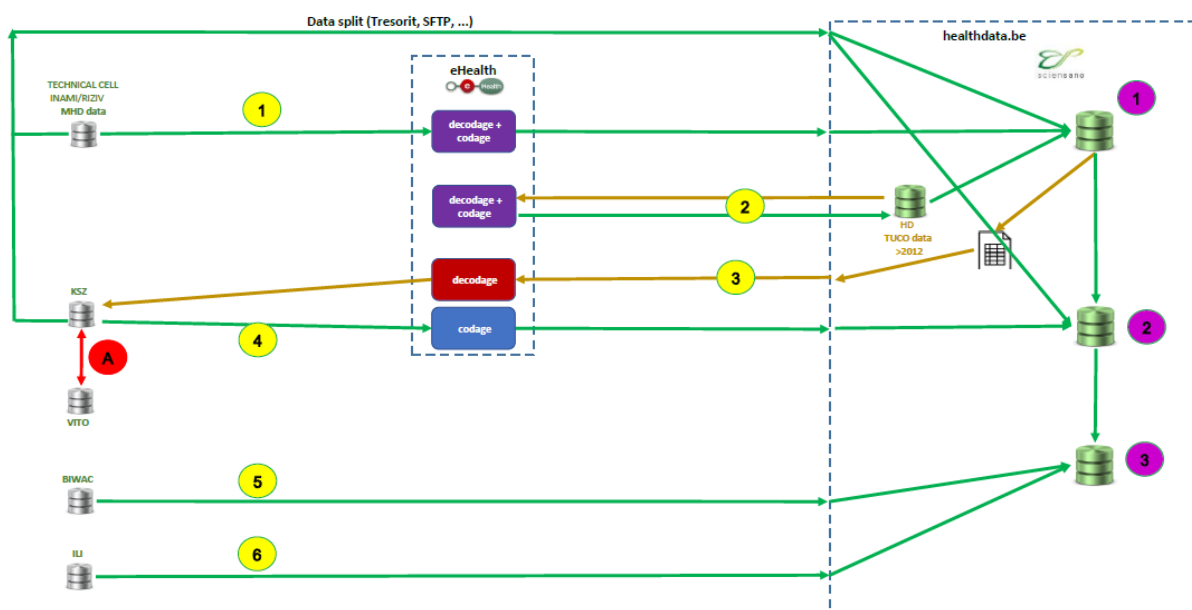 Data split (Tresorit, SFTP, ...)
healthdata.be
sciensano
eHealth
e
Health
TECHNICAL CELL
INAMI/RIZIV
MHD data
1
decodage +
codage
1
decodage +
codage
2
HD
TUCO data
>2012
decodage
3
KSZ
codage
4
2
A
VITO
BIWAC
5
3
ILI
6